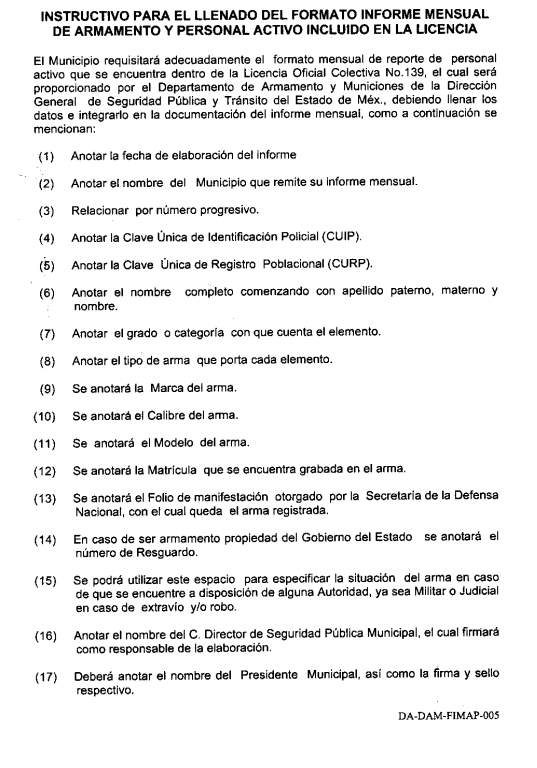 INSTRUCTIVO PARA EL LLENADO DEL FORMATO INFORME MENSUAL
DE ARMAMENTO Y PERSONAL ACTIVO INCLUIDO EN LA LICENCIA
El Municipio requisitará adecuadamente el formato mensual de reporte de personal
activo que se encuentra dentro de la Licencia Oficial Colectiva No.139, el cual será
proporcionado por el Departamento de Armamento y Municiones de la Dirección
General de Seguridad Pública y Tránsito del Estado de Méx., debiendo llenar los
datos e integrarlo en la documentación del informe mensual, como a continuación se
mencionan:
(1) Anotar la fecha de elaboración del informe
(2) Anotar el nombre del Municipio que remite su informe mensual.
(3) Relacionar por número progresivo.
(4) Anotar la Clave Única de Identificación Policial (CUIP).
(5) Anotar la Clave Única de Registro Poblacional (CURP).
(6) Anotar el nombre completo comenzando con apellido paterno, materno y
nombre.
(7) Anotar el grado o categoría con que cuenta el elemento.
(8) Anotar el tipo de arma que porta cada elemento.
(9) Se anotará la Marca del arma.
(10) Se anotará el Calibre del arma.
(11) Se anotará el Modelo del arma.
(12) Se anotará la Matricula que se encuentra grabada en el arma.
(13) Se anotará el Folio de manifestación otorgado por la Secretaría de la Defensa
Nacional, con el cual queda el arma registrada.
(14) En caso de ser armamento propiedad del Gobierno del Estado se anotará el
número de Resguardo.
(15) Se podrá utilizar este espacio para especificar la situación del arma en caso
de que se encuentre a disposición de alguna Autoridad, ya sea Militar o Judicial
en caso de extravío y/o robo.
(16) Anotar el nombre del C. Director de Seguridad Pública Municipal, el cual firmará
como responsable de la elaboración.
(17) Deberá anotar el nombre del Presidente Municipal, así como la firma y sello
respectivo.
DA-DAM-FIMAP-005